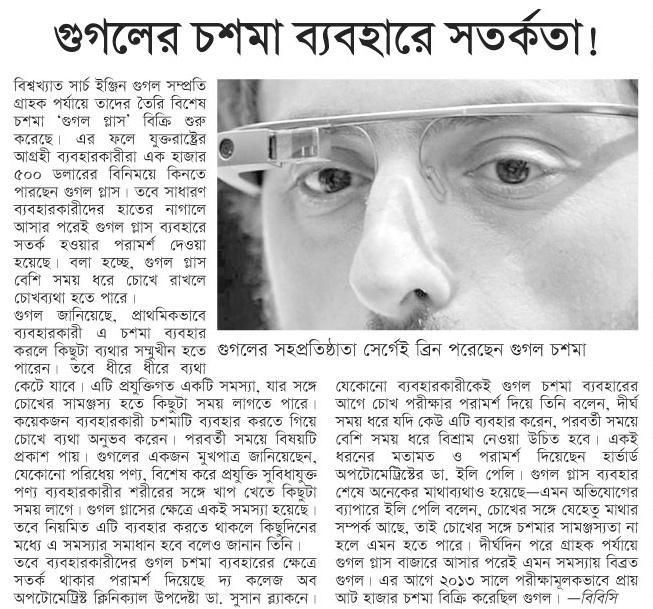 গুগলের চশমা ব্যবহারে সতর্কতা!
বিশ্বখ্যাত সার্চ ইঞ্জিন গুগল সম্প্রতি
গ্রাহক পর্যায়ে তাদের তৈরি বিশেষ
চশমা ‘গুগল গ্লাস’ বিক্রি শুরু
করেছে। এর ফলে যুক্তরাষ্ট্রের
আগ্রহী ব্যবহারকারীরা এক হাজার
৫০০ ডলারের বিনিময়ে কিনতে
পারছেন গুগল গ্লাস। তবে সাধারণ
ব্যবহারকারীদের হাতের নাগালে
আসার পরেই গুগল গ্লাস ব্যবহারে
সতর্ক হওয়ার পরামর্শ দেওয়া
হয়েছে। বলা হচ্ছে, গুগল গ্লাস
বেশি সময় ধরে চোখে রাখলে
চোখব্যথা হতে পারে।
গুগল জানিয়েছে, প্রাথমিকভাবে
ব্যবহারকারী এ চশমা ব্যবহার
করলে কিছুটা ব্যথার সম্মুখীন হতে
পারেন। তবে ধীরে ধীরে ব্যথা
কেটে যাবে। এটি প্রযুক্তিগত একটি সমস্যা, যার সঙ্গে
চোখের সামঞ্জস্য হতে কিছুটা সময় লাগতে পারে।
কয়েকজন ব্যবহারকারী চশমাটি ব্যবহার করতে গিয়ে
চোখে ব্যথা অনুভব করেন। পরবর্তী সময়ে বিষয়টি
প্রকাশ পায়। গুগলের একজন মুখপাত্র জানিয়েছেন,
যেকোনো পরিধেয় পণ্য, বিশেষ করে প্রযুক্তি সুবিধাযুক্ত
পণ্য ব্যবহারকারীর শরীরের সঙ্গে খাপ খেতে কিছুটা
সময় লাগে। গুগল গ্লাসের ক্ষেত্রে একই সমস্যা হয়েছে।
তবে নিয়মিত এটি ব্যবহার করতে থাকলে কিছুদিনের
মধ্যে এ সমস্যার সমাধান হবে বলেও জানান তিনি।
তবে ব্যবহারকারীদের গুগল চশমা ব্যবহারের ক্ষেত্রে
সতর্ক থাকার পরামর্শ দিয়েছে দ্য কলেজ অব
অপটোমেট্রিস্ট ক্লিনিক্যাল উপদেষ্টা ডা. সুসান ব্ল্যাকনে।
গুগলের সহপ্রতিষ্ঠাতা সের্গেই ব্রিন পরেছেন গুগল চশমা
যেকোনো ব্যবহারকারীকেই গুগল চশমা ব্যবহারের
আগে চোখ পরীক্ষার পরামর্শ দিয়ে তিনি বলেন, দীর্ঘ
সময় ধরে যদি কেউ এটি ব্যবহার করেন, পরবর্তী সময়ে
বেশি সময় ধরে বিশ্রাম নেওয়া উচিত হবে। একই
ধরনের মতামত ও পরামর্শ দিয়েছেন হার্ভার্ড
অপটোমেট্রিস্টের ডা. ইলি পেলি। গুগল গ্লাস ব্যবহার
শেষে অনেকের মাথাব্যথাও হয়েছে—এমন অভিযোগের
ব্যাপারে ইলি পেলি বলেন, চোখের সঙ্গে যেহেতু মাথার
সম্পর্ক আছে, তাই চোখের সঙ্গে চশমার সামঞ্জস্যতা না
হলে এমন হতে পারে। দীর্ঘদিন পরে গ্রাহক পর্যায়ে
গুগল গ্লাস বাজারে আসার পরেই এমন সমস্যায় বিব্রত
গুগল। এর আগে ২০১৩ সালে পরীক্ষামূলকভাবে প্রায়
আট হাজার চশমা বিক্রি করেছিল গুগল। —বিবিসি